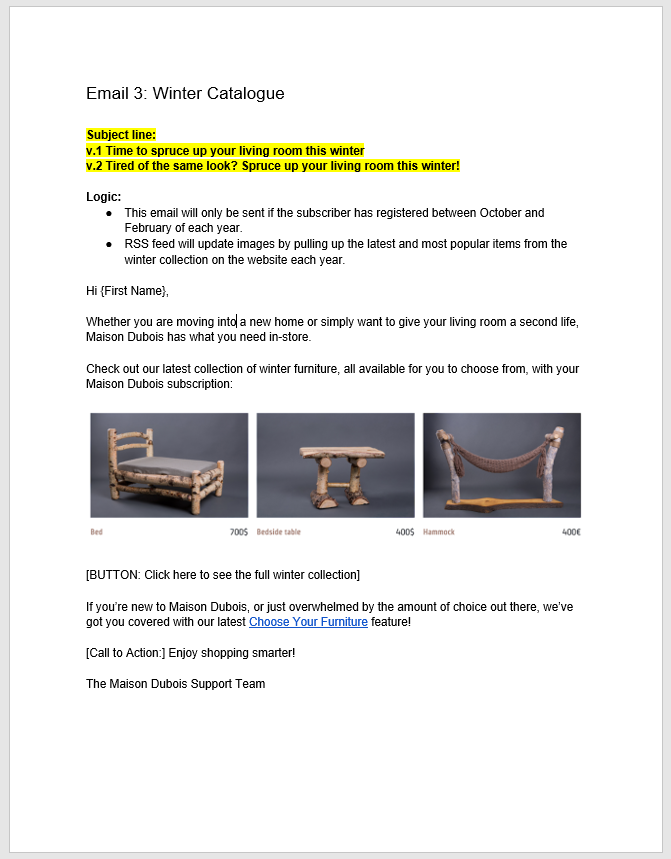 Email 3: Winter Catalogue
Subject line:
v.1 Time to spruce up your living room this winter
v.2 Tired of the same look? Spruce up your living room this winter!
Logic:
● This email will only be sent if the subscriber has registered between October and
February of each year.
● RSS feed will update images by pulling up the latest and most popular items from the
winter collection on the website each year.
Hi {First Name},
Whether you are moving into a new home or simply want to give your living room a second life,
Maison Dubois has what you need in-store.
Check out our latest collection of winter furniture, all available for you to choose from, with your
Maison Dubois subscription:
Bed 700$ Bedside table 400$ Hammock 400€
[BUTTON: Click here to see the full winter collection]
If you’re new to Maison Dubois, or just overwhelmed by the amount of choice out there, we’ve
got you covered with our latest Choose Your Furniture feature!
[Call to Action:] Enjoy shopping smarter!
The Maison Dubois Support Team